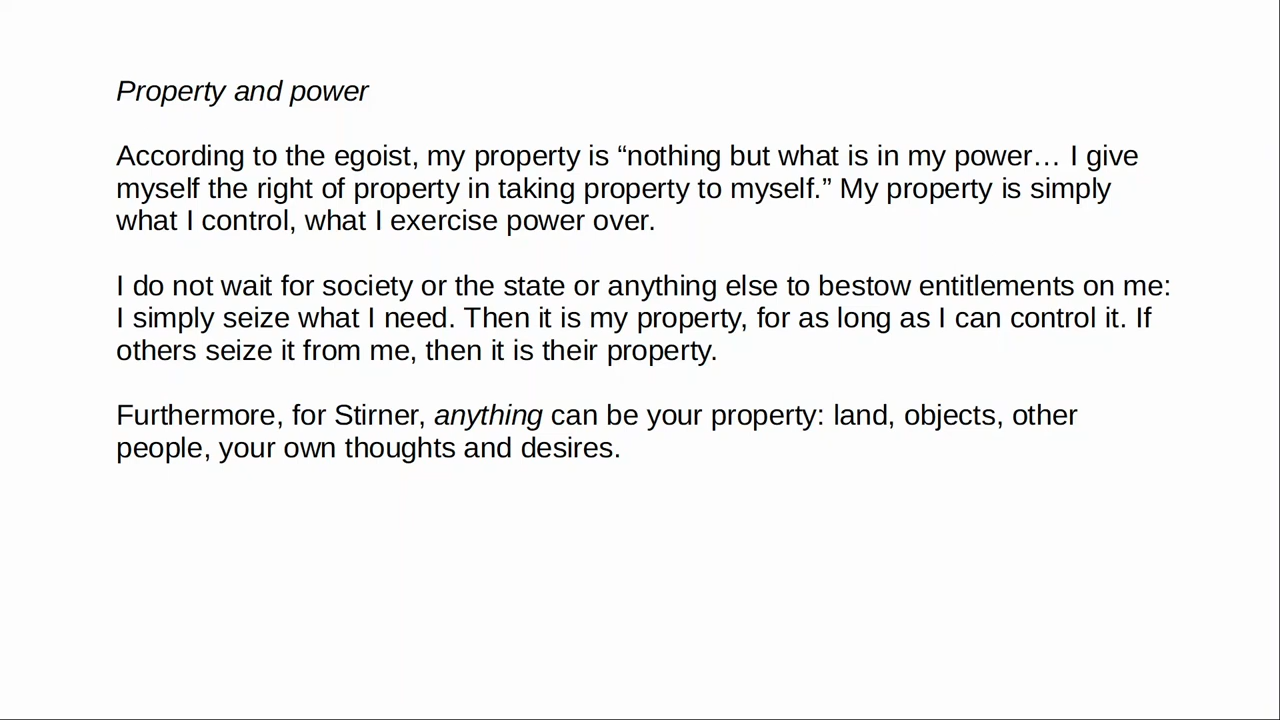 Property and power
According to the egoist, my property is “nothing but what is in my power… I give
myself the right of property in taking property to myself.” My property is simply
what I control, what I exercise power over.
I do not wait for society or the state or anything else to bestow entitlements on me:
I simply seize what I need. Then it is my property, for as long as I can control it. If
others seize it from me, then it is their property.
Furthermore, for Stirner, anything can be your property: land, objects, other
people, your own thoughts and desires.